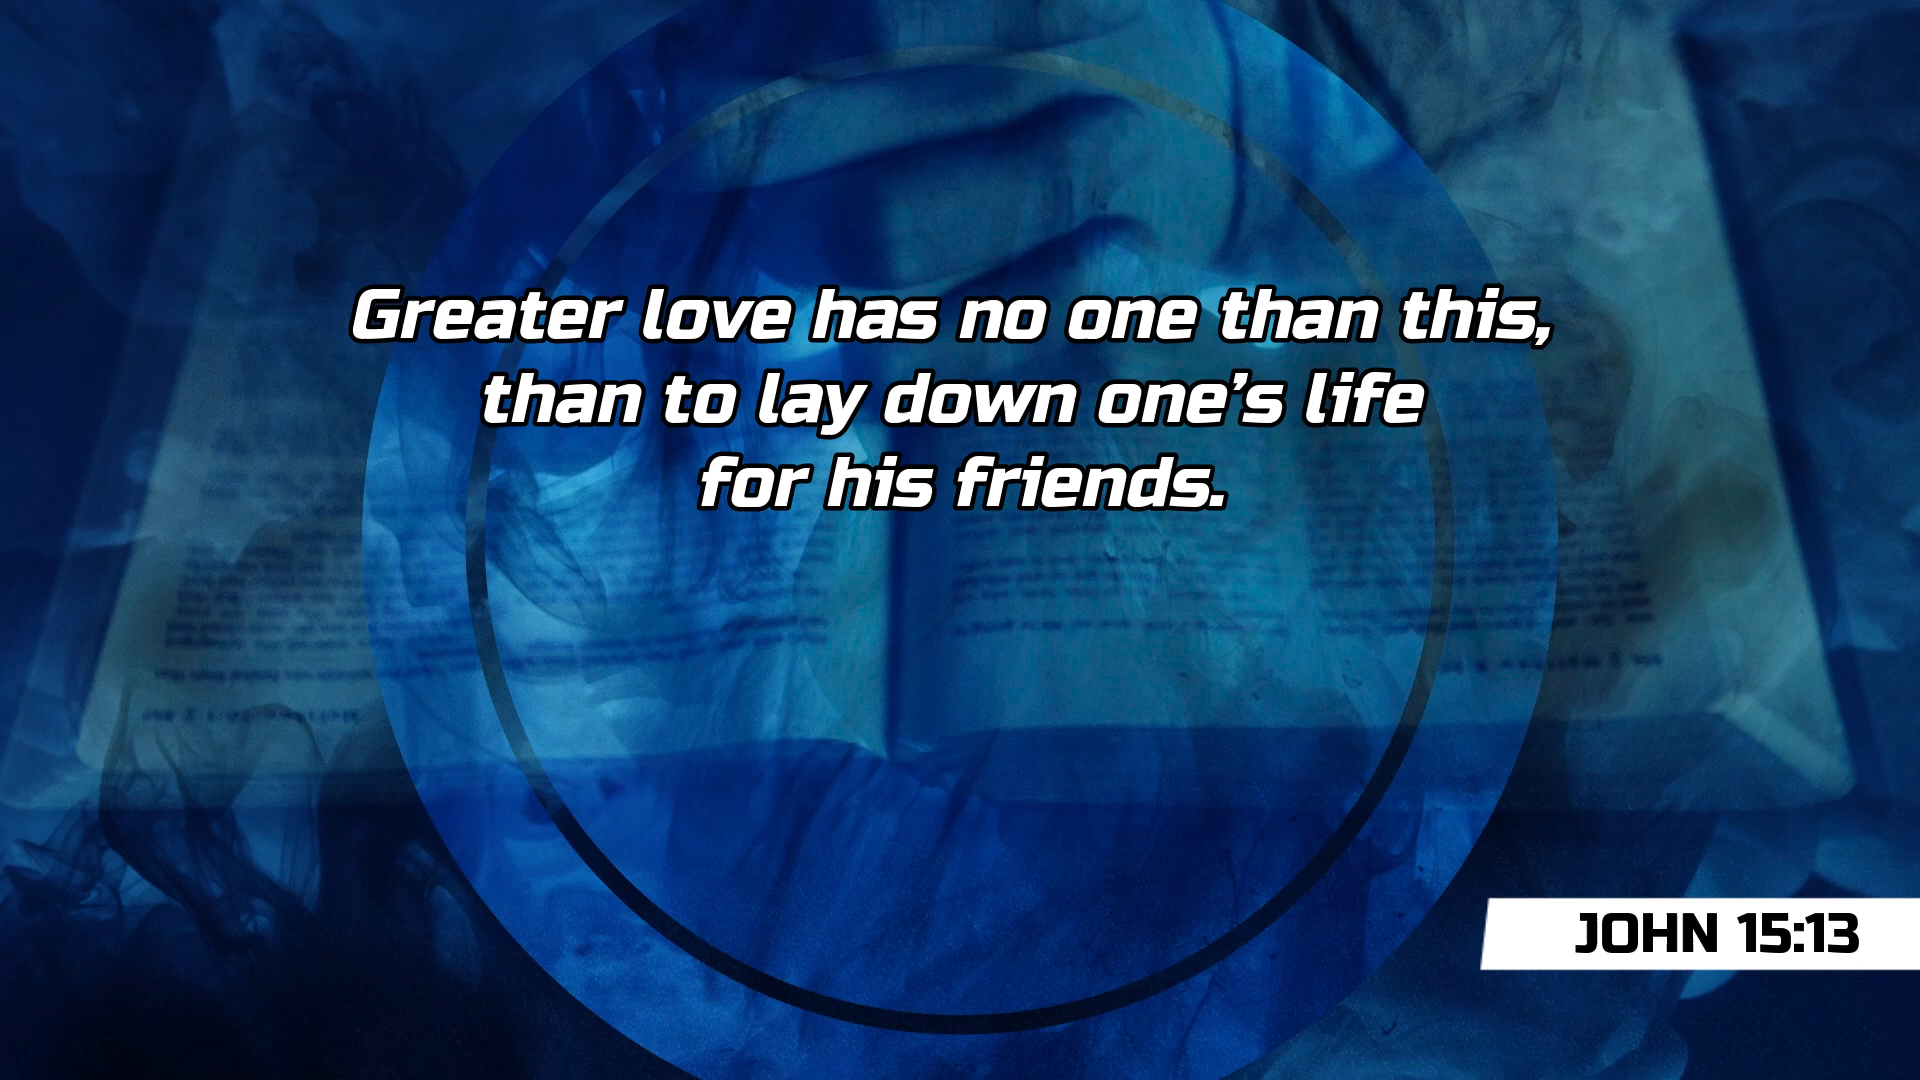 Greater love has no one than this,
than to lay down one’s life
for his friends.
JOHN 15:13